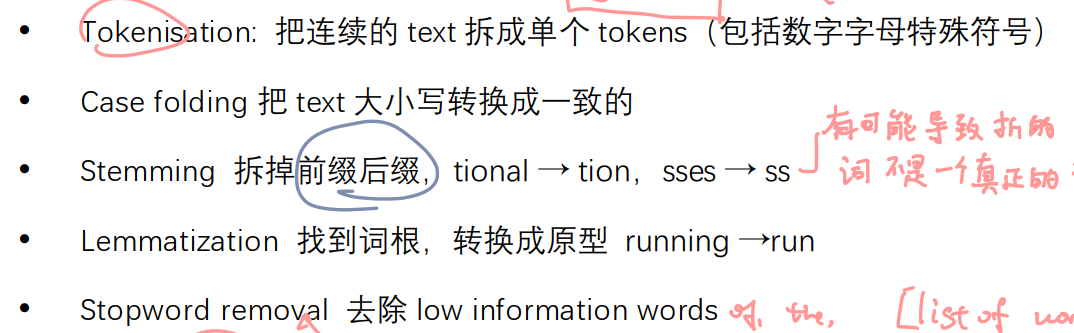 • Tokenisation: 把连续的 text 拆成单个 tokens（包括数字字母特殊符号）
• Case folding 把 text 大小写转换成一致的
• Stemming 拆掉前缀后缀，tional → tion，sses → ss
有可能导致拆的
词不是一个真正的
• Lemmatization 找到词根，转换成原型 running →run
• Stopword removal 去除 low information words of, the, [list of